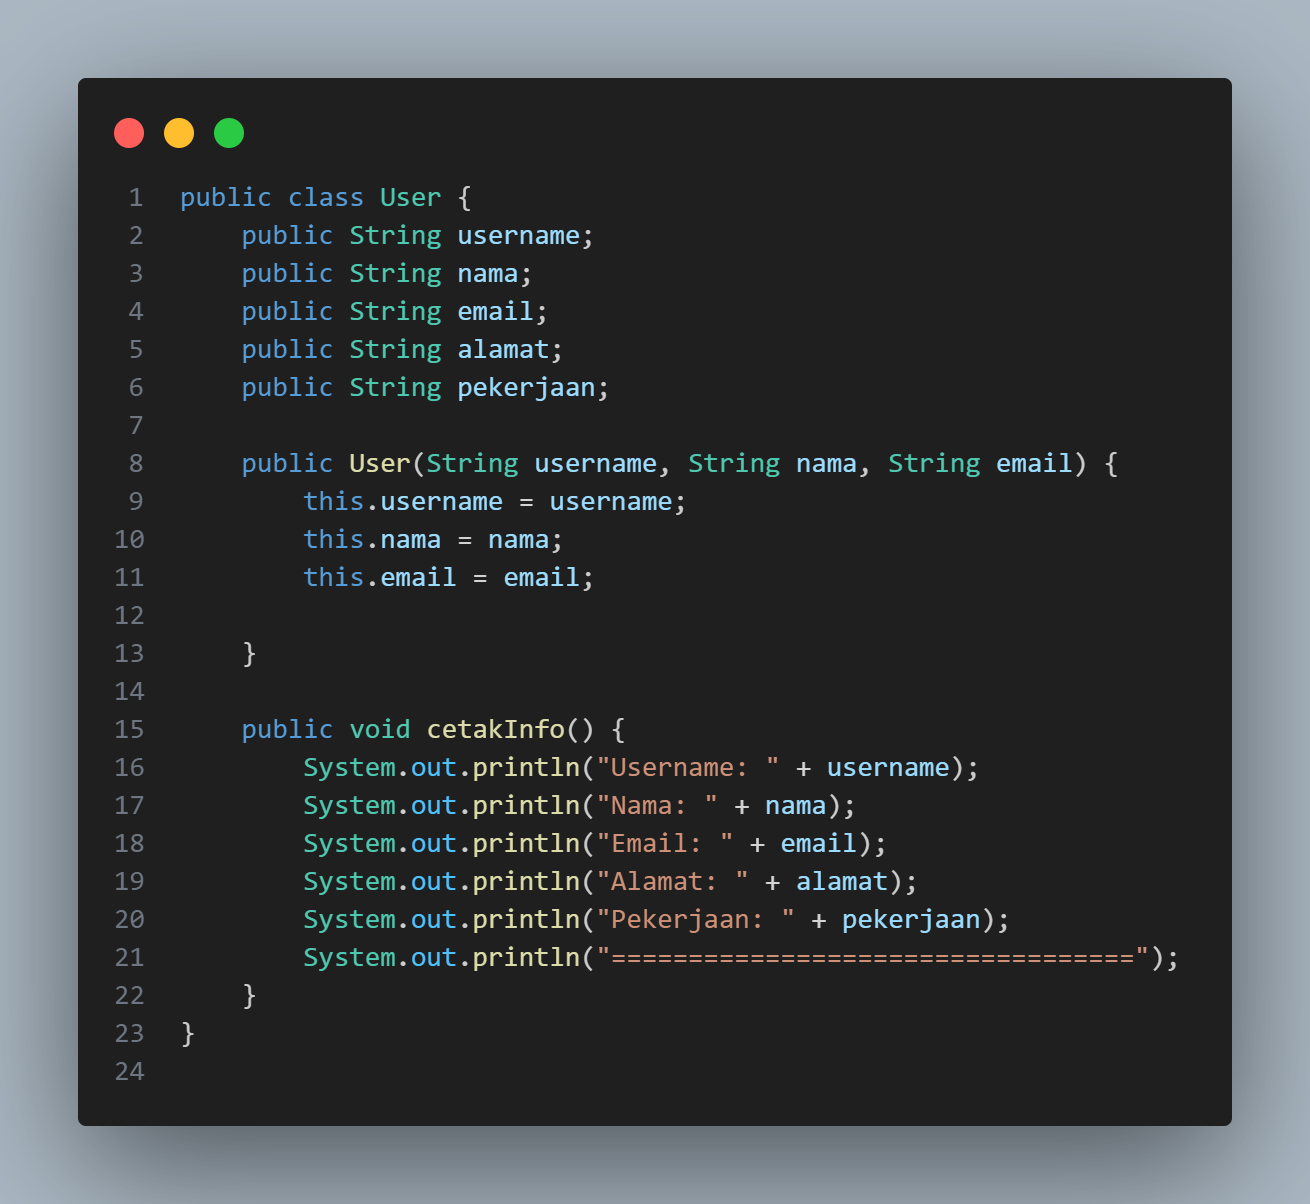 1 public class User {
2     public String username;
3     public String nama;
4     public String email;
5     public String alamat;
6     public String pekerjaan;
7
8     public User(String username, String nama, String email) {
9         this.username = username;
10         this.nama = nama;
11         this.email = email;
12
13     }
14
15     public void cetakInfo() {
16         System.out.println("Username: " + username);
17         System.out.println("Nama: " + nama);
18         System.out.println("Email: " + email);
19         System.out.println("Alamat: " + alamat);
20         System.out.println("Pekerjaan: " + pekerjaan);
21         System.out.println("==================================");
22     }
23 }
24